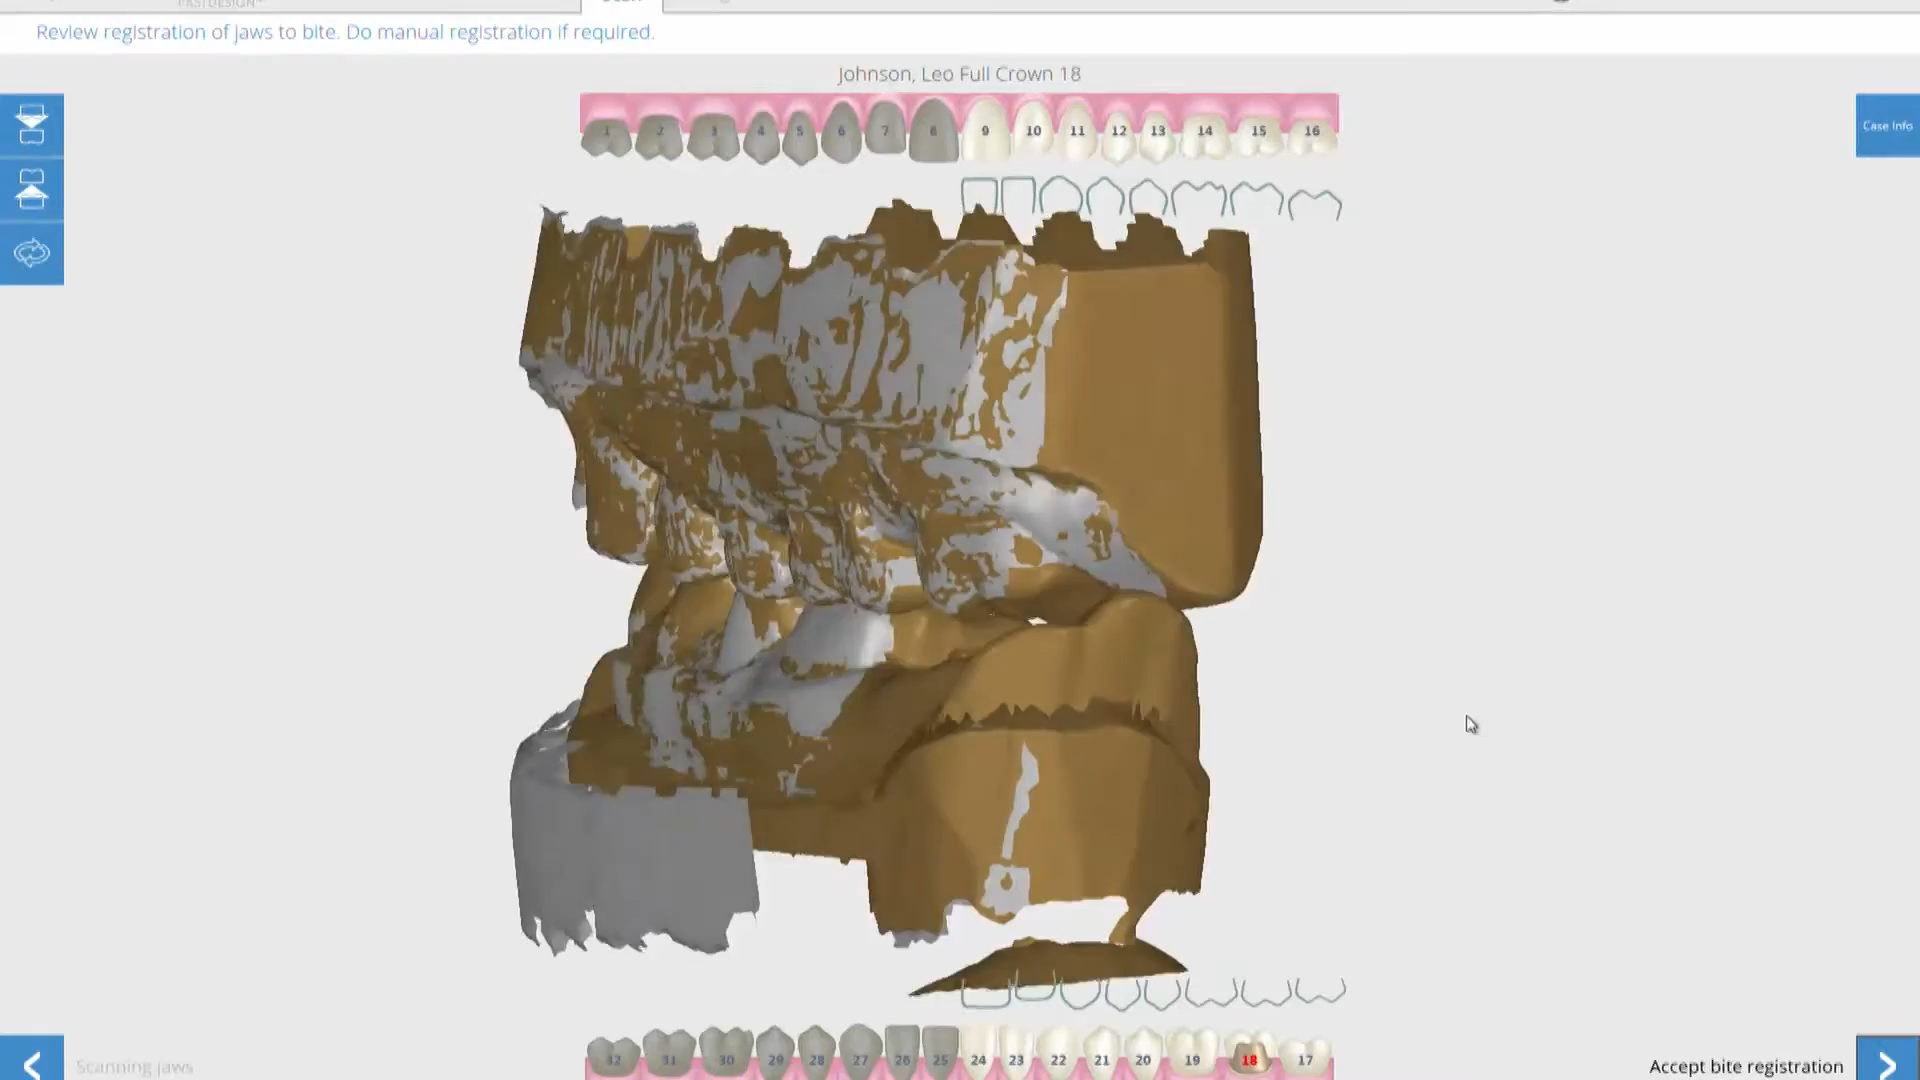 FASTDESIGN
Review registration of jaws to bite. Do manual registration if required.
Johnson, Leo Full Crown 18
Case Info
1 2 3 4 5 6 7 8 9 10 11 12 13 14 15 16
32 31 30 29 28 27 26 25 24 23 22 21 20 19 18 17
Scanning jaws
Accept bite registration